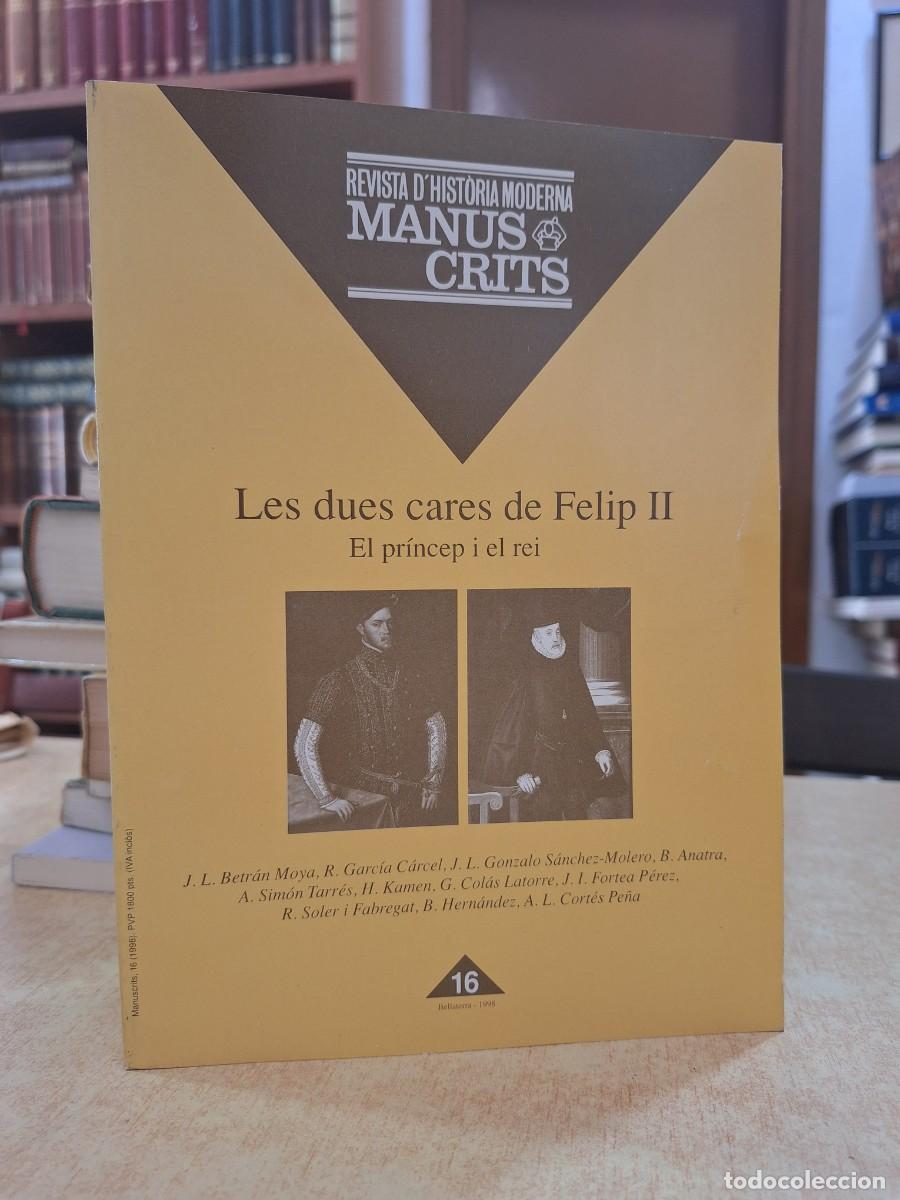 REVISTA D'HISTÒRIA MODERNA
MANUS
CRITS
Les dues cares de Felip II
El príncep i el rei
J. L. Betrán Moya, R. García Cárcel, J. L. Gonzalo Sánchez-Molero, B. Anatra,
A. Simón Tarrés, H. Kamen, G. Colás Latorre, J. I. Fortea Pérez,
R. Soler i Fabregat, B. Hernández, A. L. Cortés Peña
16
Bellaterra - 1998
Manuscrits, 16 (1998). PVP 1800 pts. (IVA inclòs)
todocoleccion